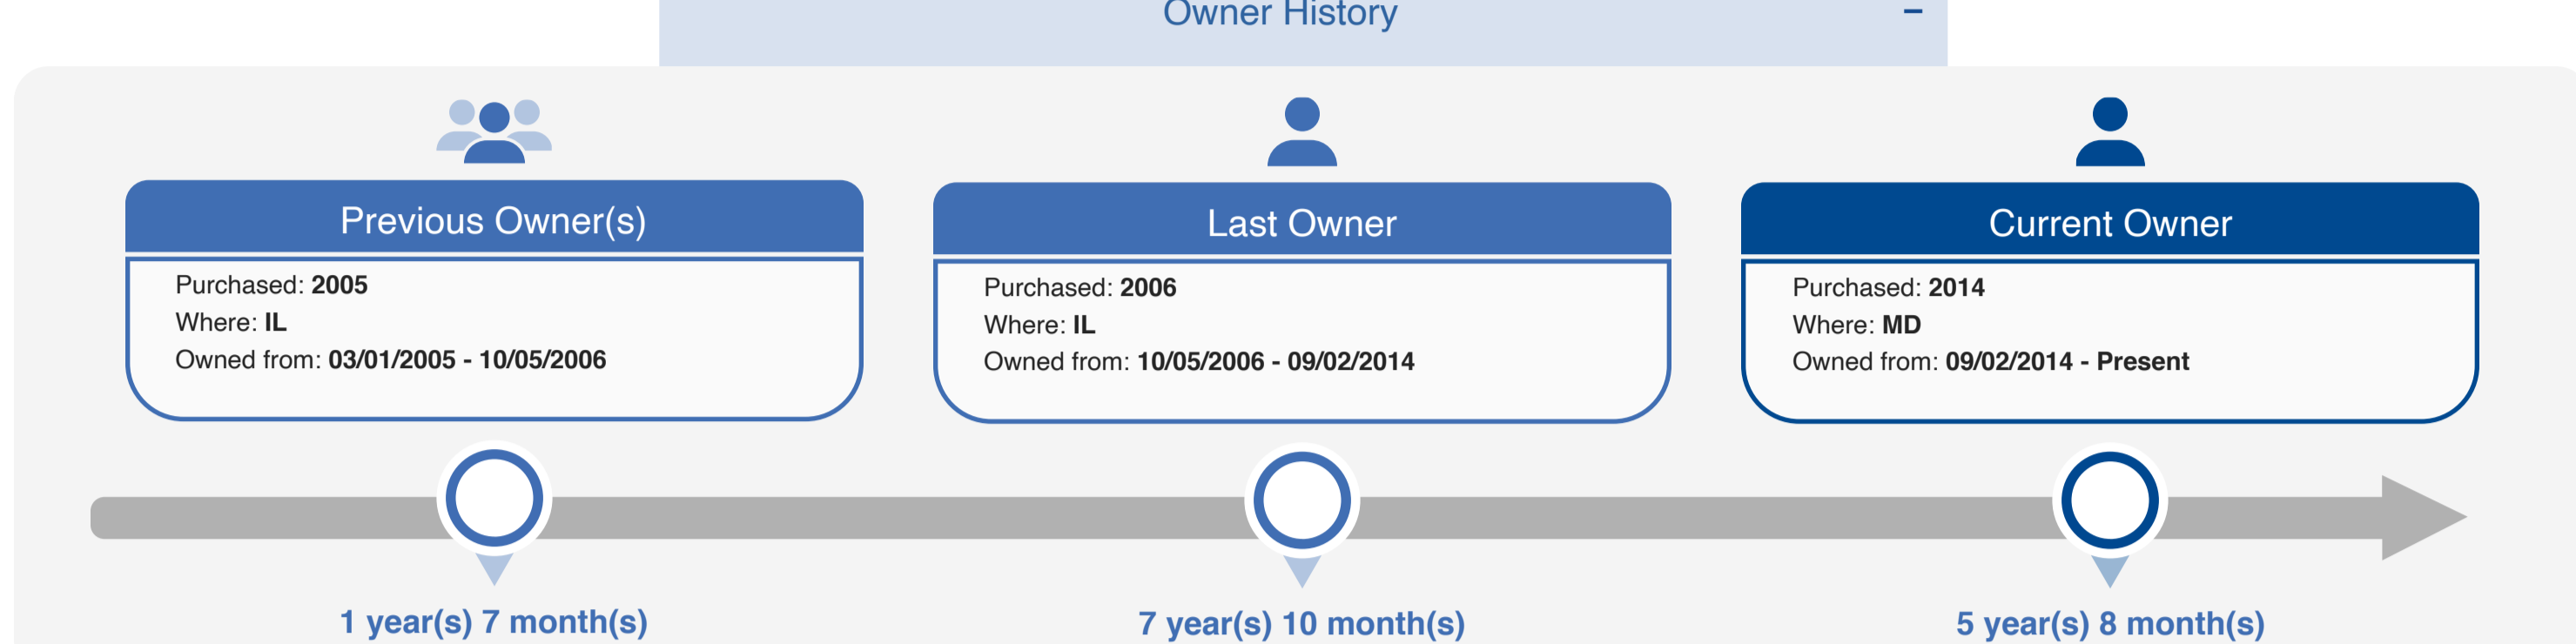 Owner History
–
Previous Owner(s)
Purchased: 2005
Where: IL
Owned from: 03/01/2005 - 10/05/2006
1 year(s) 7 month(s)
Last Owner
Purchased: 2006
Where: IL
Owned from: 10/05/2006 - 09/02/2014
7 year(s) 10 month(s)
Current Owner
Purchased: 2014
Where: MD
Owned from: 09/02/2014 - Present
5 year(s) 8 month(s)